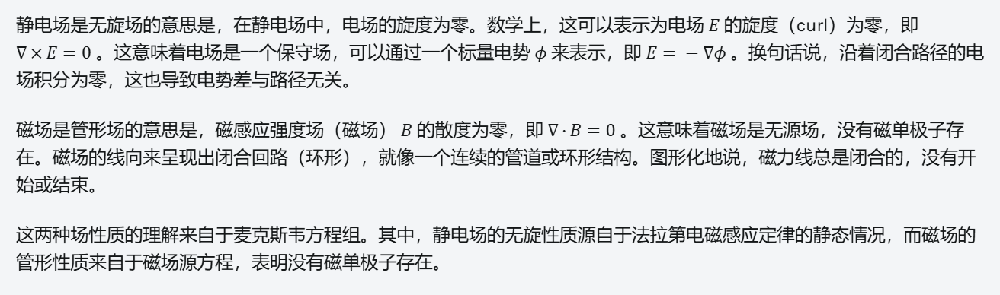 静电场是无旋场的意思是，在静电场中，电场的旋度为零。数学上，这可以表示为电场 E 的旋度（curl）为零，即
∇ × E = 0 。这意味着电场是一个保守场，可以通过一个标量电势 ϕ 来表示，即 E = −∇ϕ 。换句话说，沿着闭合路径的电
场积分为零，这也导致电势差与路径无关。
磁场是管形场的意思是，磁感应强度场（磁场） B 的散度为零，即 ∇ · B = 0 。这意味着磁场是无源场，没有磁单极子存
在。磁场的线向来呈现出闭合回路（环形），就像一个连续的管道或环形结构。图形化地说，磁力线总是闭合的，没有开
始或结束。
这两种场性质的理解来自于麦克斯韦方程组。其中，静电场的无旋性质源自于法拉第电磁感应定律的静态情况，而磁场的
管形性质来自于磁场源方程，表明没有磁单极子存在。